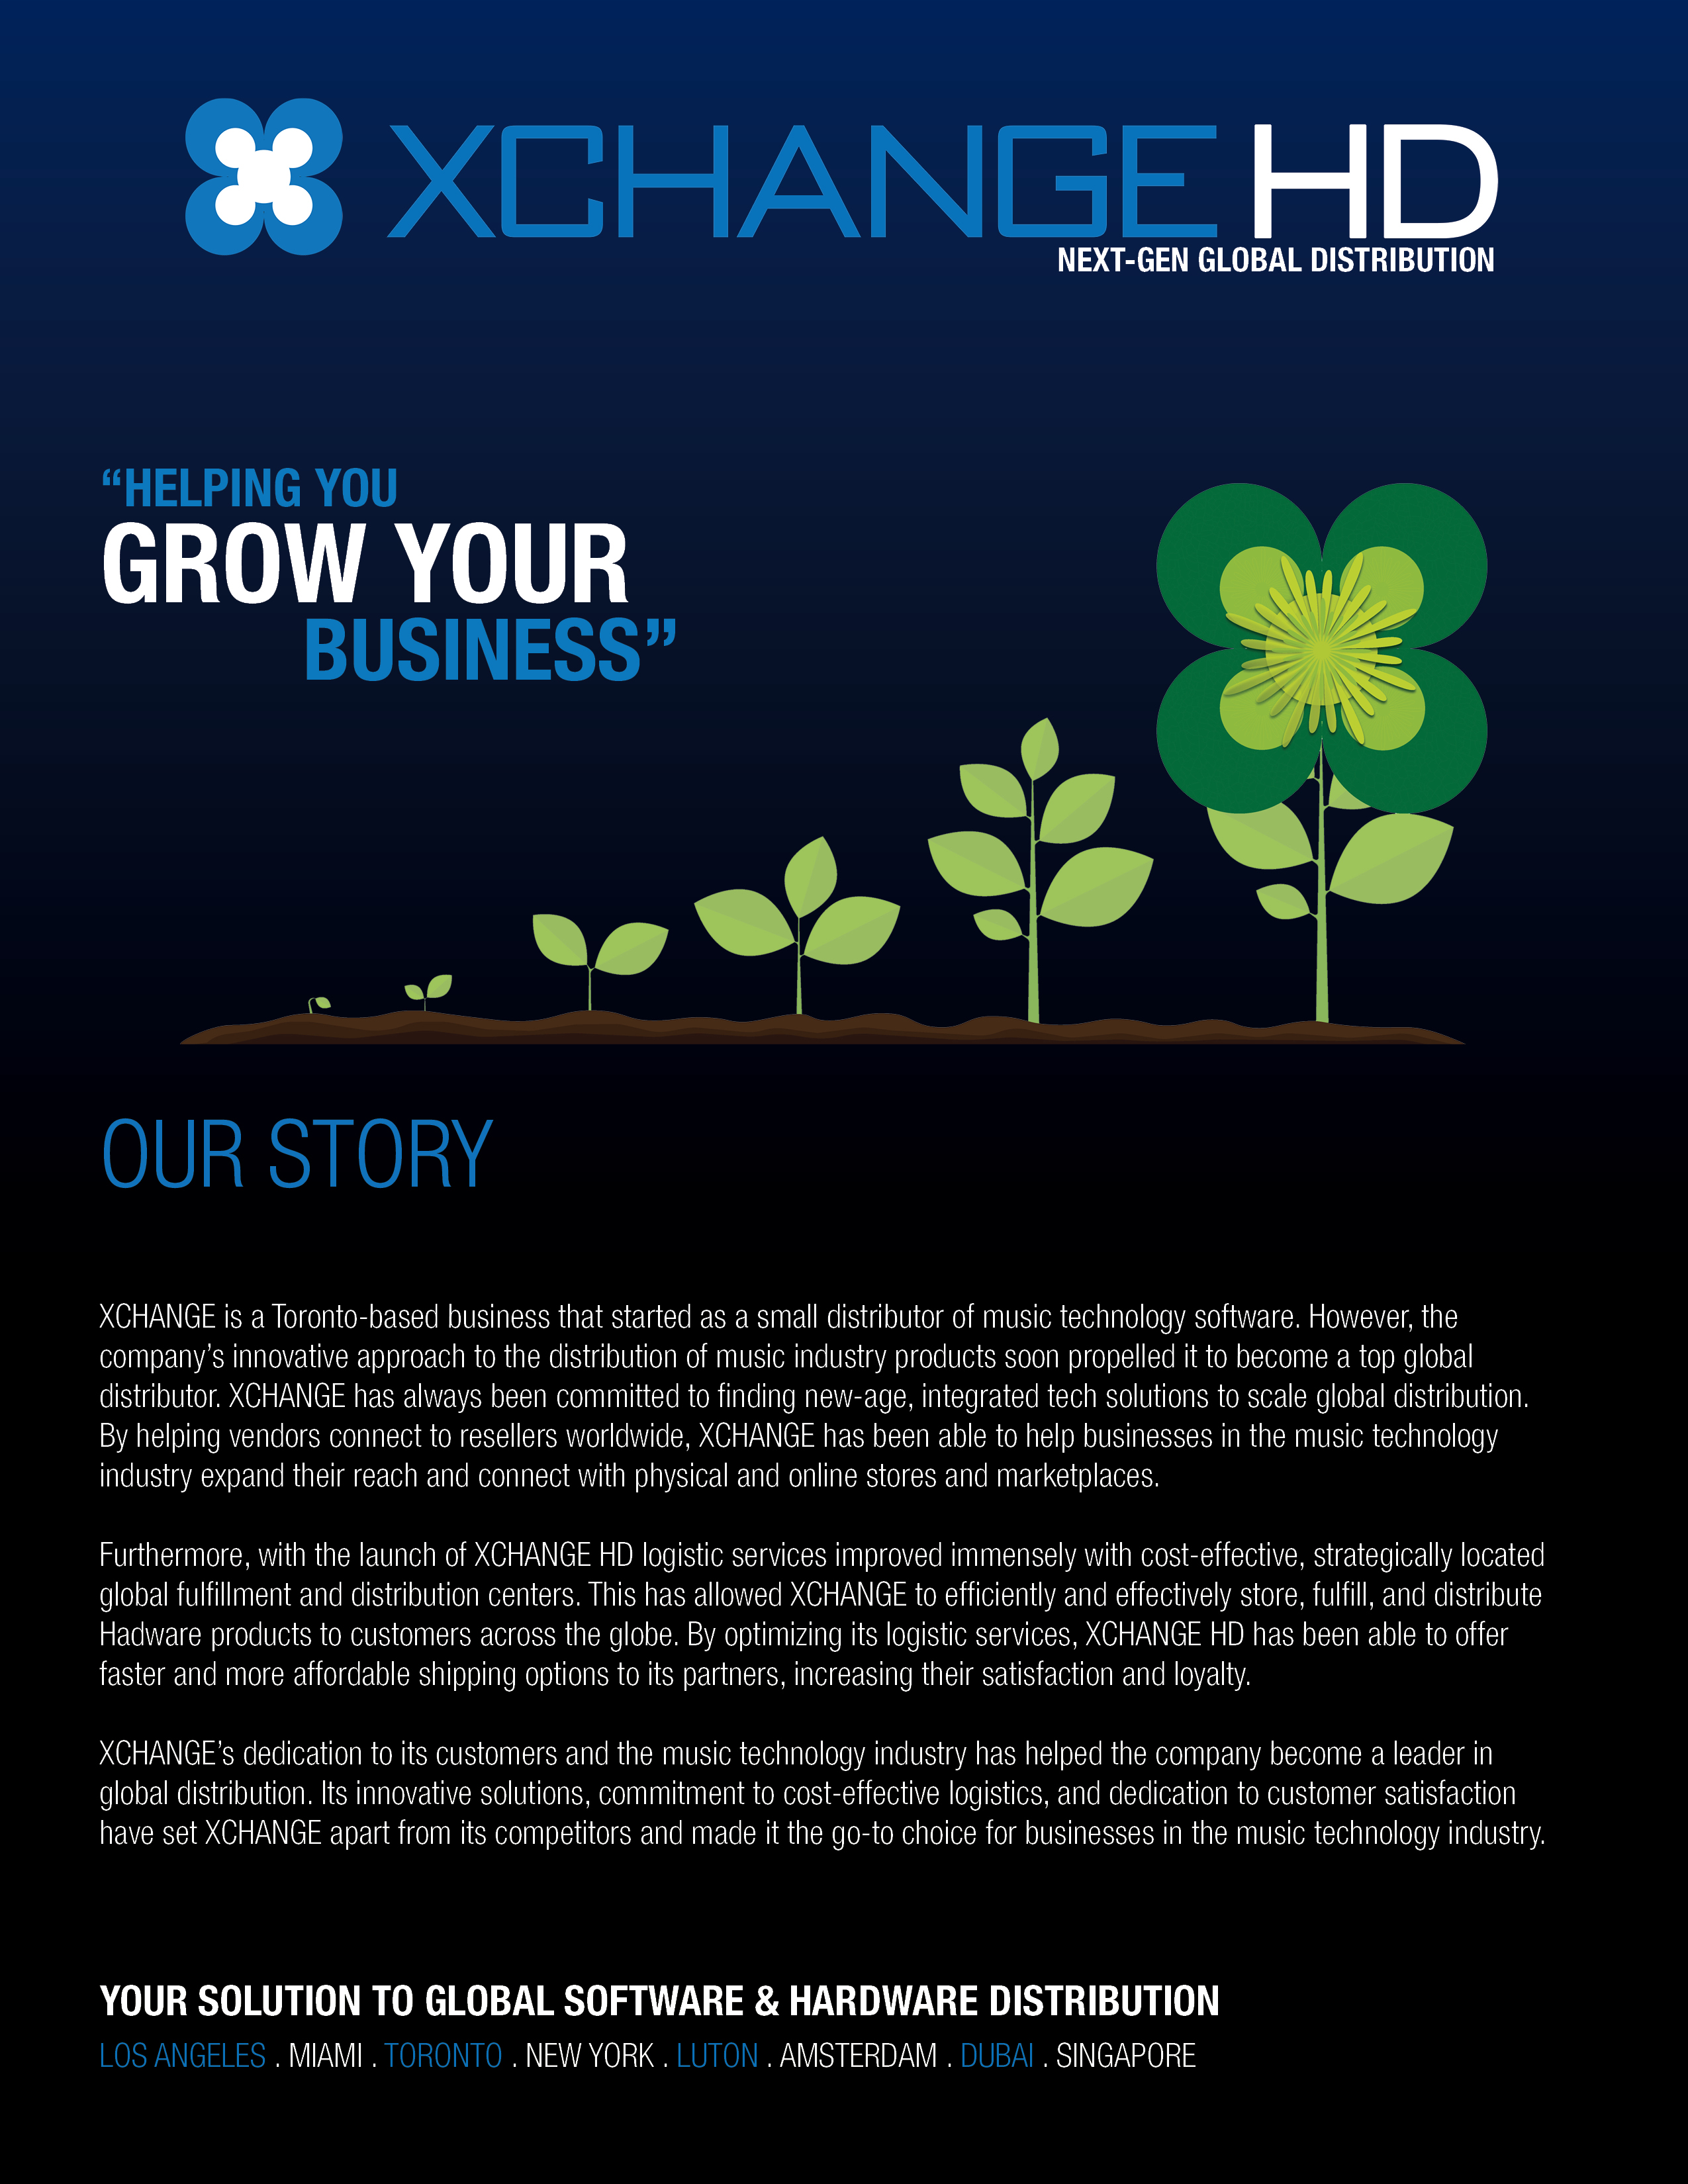 XCHANGE HD
NEXT-GEN GLOBAL DISTRIBUTION
“HELPING YOU
GROW YOUR
BUSINESS”
OUR STORY
XCHANGE is a Toronto-based business that started as a small distributor of music technology software. However, the
company’s innovative approach to the distribution of music industry products soon propelled it to become a top global
distributor. XCHANGE has always been committed to finding new-age, integrated tech solutions to scale global distribution.
By helping vendors connect to resellers worldwide, XCHANGE has been able to help businesses in the music technology
industry expand their reach and connect with physical and online stores and marketplaces.
Furthermore, with the launch of XCHANGE HD logistic services improved immensely with cost-effective, strategically located
global fulfillment and distribution centers. This has allowed XCHANGE to efficiently and effectively store, fulfill, and distribute
Hadware products to customers across the globe. By optimizing its logistic services, XCHANGE HD has been able to offer
faster and more affordable shipping options to its partners, increasing their satisfaction and loyalty.
XCHANGE’s dedication to its customers and the music technology industry has helped the company become a leader in
global distribution. Its innovative solutions, commitment to cost-effective logistics, and dedication to customer satisfaction
have set XCHANGE apart from its competitors and made it the go-to choice for businesses in the music technology industry.
YOUR SOLUTION TO GLOBAL SOFTWARE & HARDWARE DISTRIBUTION
LOS ANGELES . MIAMI . TORONTO . NEW YORK . LUTON . AMSTERDAM . DUBAI . SINGAPORE